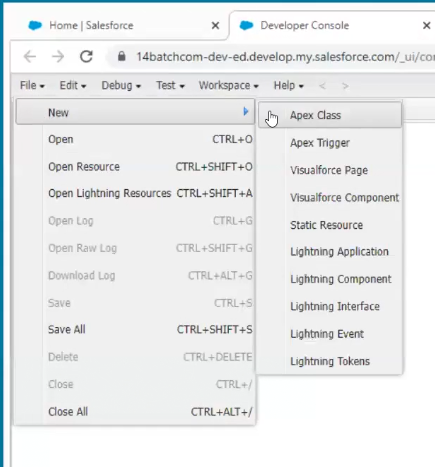 Home | Salesforce × Developer Console ×
14batchcom-dev-ed.develop.my.salesforce.com/_ui/co
File Edit Debug Test Workspace Help < >
New
Open CTRL+O
Open Resource CTRL+SHIFT+O
Open Lightning Resources CTRL+SHIFT+A
Open Log CTRL+G
Open Raw Log CTRL+SHIFT+G
Download Log CTRL+ALT+G
Save CTRL+S
Save All CTRL+SHIFT+S
Delete CTRL+DELETE
Close CTRL+/
Close All CTRL+ALT+/
Apex Class
Apex Trigger
Visualforce Page
Visualforce Component
Static Resource
Lightning Application
Lightning Component
Lightning Interface
Lightning Event
Lightning Tokens